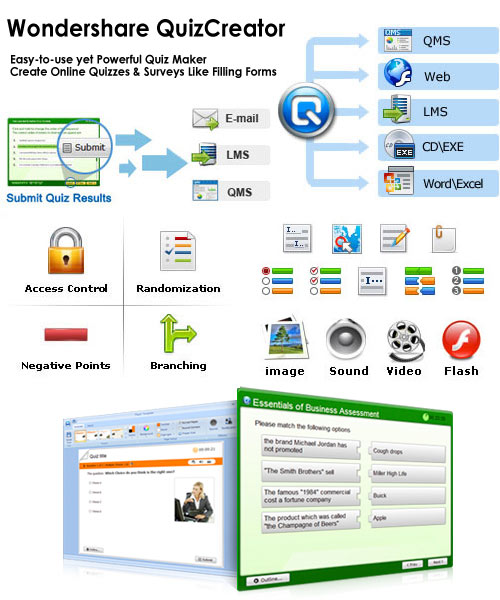 Wondershare QuizCreator
Easy-to-use yet Powerful Quiz Maker
Create Online Quizzes & Surveys Like Filling Forms
QMS
Web
LMS
CD\EXE
Word\Excel
Submit
E-mail
LMS
QMS
Submit Quiz Results
Access Control
Randomization
Negative Points
Branching
image
Sound
Video
Flash
Quiz title
Essentials of Business Assessment
Please match the following options
the brand Michael Jordan has
not promoted
Cough drops
"The Smith Brothers" sell
Miller High Life
The famous "1984" commercial
cost a fortune company
Buick
The product which was called
"the Champagne of Beers"
Apple
Outline...